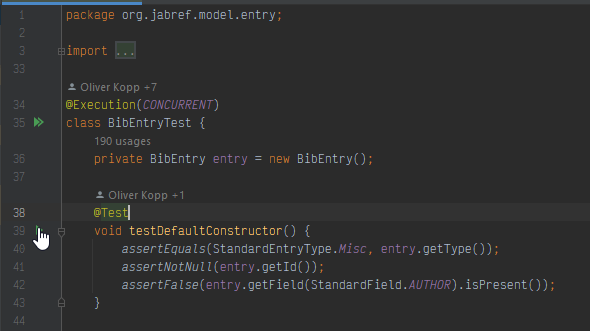 1 package org.jabref.model.entry;
2
3 import ...
33
Oliver Kopp +7
34 @Execution(CONCURRENT)
35 class BibEntryTest {
190 usages
36 private BibEntry entry = new BibEntry();
37
Oliver Kopp +1
38 @Test
39 void testDefaultConstructor() {
40 assertEquals(StandardEntryType.Misc, entry.getType());
41 assertNotNull(entry.getId());
42 assertFalse(entry.getField(StandardField.AUTHOR).isPresent());
43 }
44